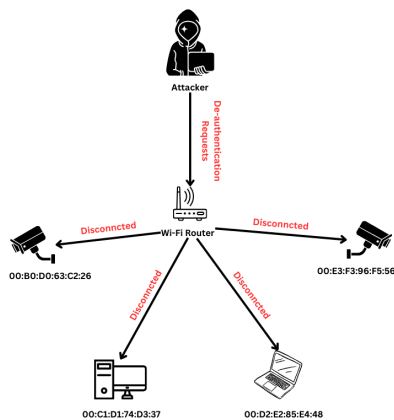 Attacker
De-authentication
Requests
Wi-Fi Router
Disconncted
Disconncted
00:B0:D0:63:C2:26
00:E3:F3:96:F5:56
Disconncted
Disconncted
00:C1:D1:74:D3:37
00:D2:E2:85:E4:48